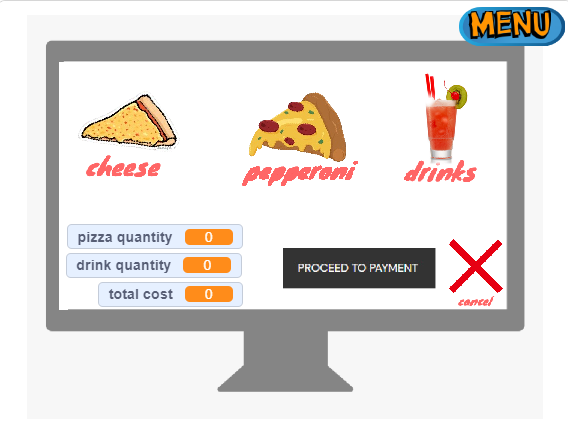 MENU
cheese
pepperoni
drinks
pizza quantity 0
drink quantity 0
total cost 0
PROCEED TO PAYMENT
cancel